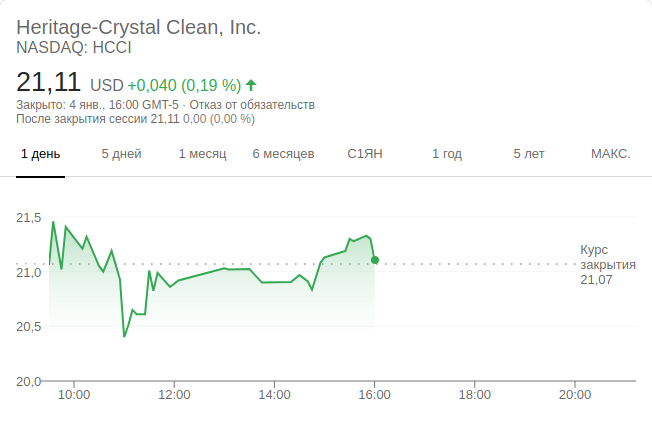 Heritage-Crystal Clean, Inc.
NASDAQ: HCCI
21,11 USD +0,040 (0,19 %)
Закрыто: 4 янв., 16:00 GMT-5 · Отказ от обязательств
После закрытия сессии 21,11 0,00 (0,00 %)
1 день 5 дней 1 месяц 6 месяцев С1ЯН 1 год 5 лет МАКС.
21,5
Курс
закрытия
21,07
21,0
20,5
20,0
10:00 12:00 14:00 16:00 18:00 20:00